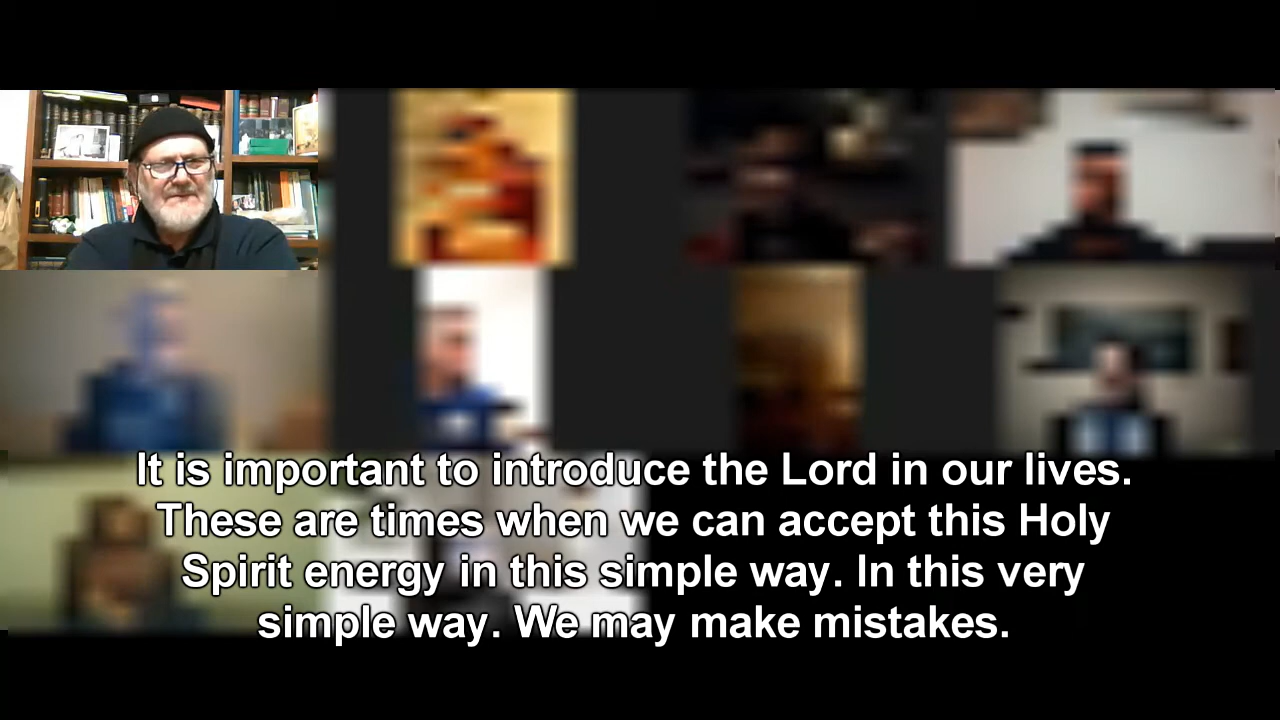 It is important to introduce the Lord in our lives.
These are times when we can accept this Holy
Spirit energy in this simple way. In this very
simple way. We may make mistakes.